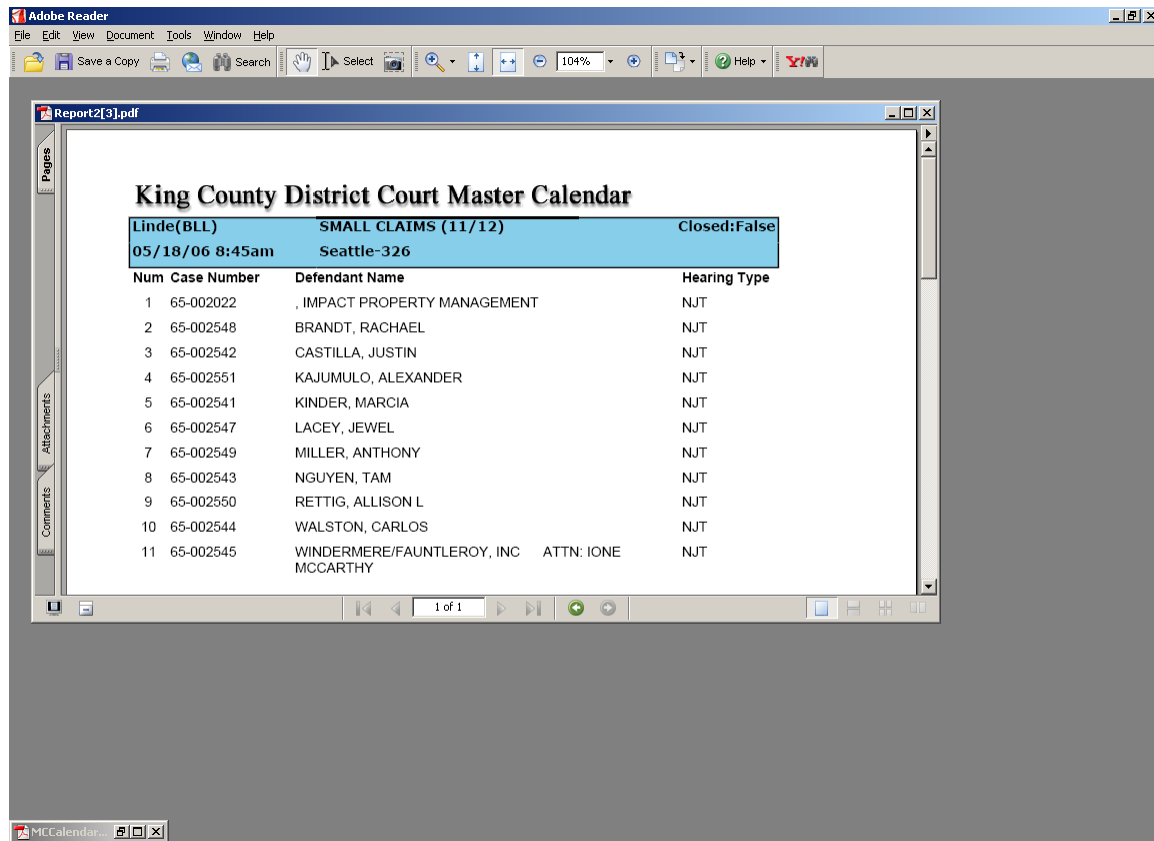 Adobe Reader
File Edit View Document Tools Window Help
Save a Copy Search Select 104% Help Y!
Report2[3].pdf
Pages
Attachments
Comments
King County District Court Master Calendar
Linde(BLL) SMALL CLAIMS (11/12) Closed:False
05/18/06 8:45am Seattle-326
Num Case Number Defendant Name Hearing Type
1 65-002022 , IMPACT PROPERTY MANAGEMENT NJT
2 65-002548 BRANDT, RACHAEL NJT
3 65-002542 CASTILLA, JUSTIN NJT
4 65-002551 KAJUMULO, ALEXANDER NJT
5 65-002541 KINDER, MARCIA NJT
6 65-002547 LACEY, JEWEL NJT
7 65-002549 MILLER, ANTHONY NJT
8 65-002543 NGUYEN, TAM NJT
9 65-002550 RETTIG, ALLISON L NJT
10 65-002544 WALSTON, CARLOS NJT
11 65-002545 WINDERMERE/FAUNTLEROY, INC ATTN: IONE NJT
MCCARTHY
1 of 1
MCCalendar...